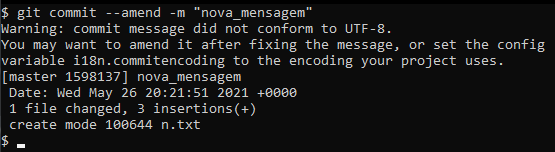 $ git commit --amend -m "nova_mensagem"
Warning: commit message did not conform to UTF-8.
You may want to amend it after fixing the message, or set the config
variable i18n.commitencoding to the encoding your project uses.
[master 1598137] nova_mensagem
 Date: Wed May 26 20:21:51 2021 +0000
 1 file changed, 3 insertions(+)
 create mode 100644 n.txt
$